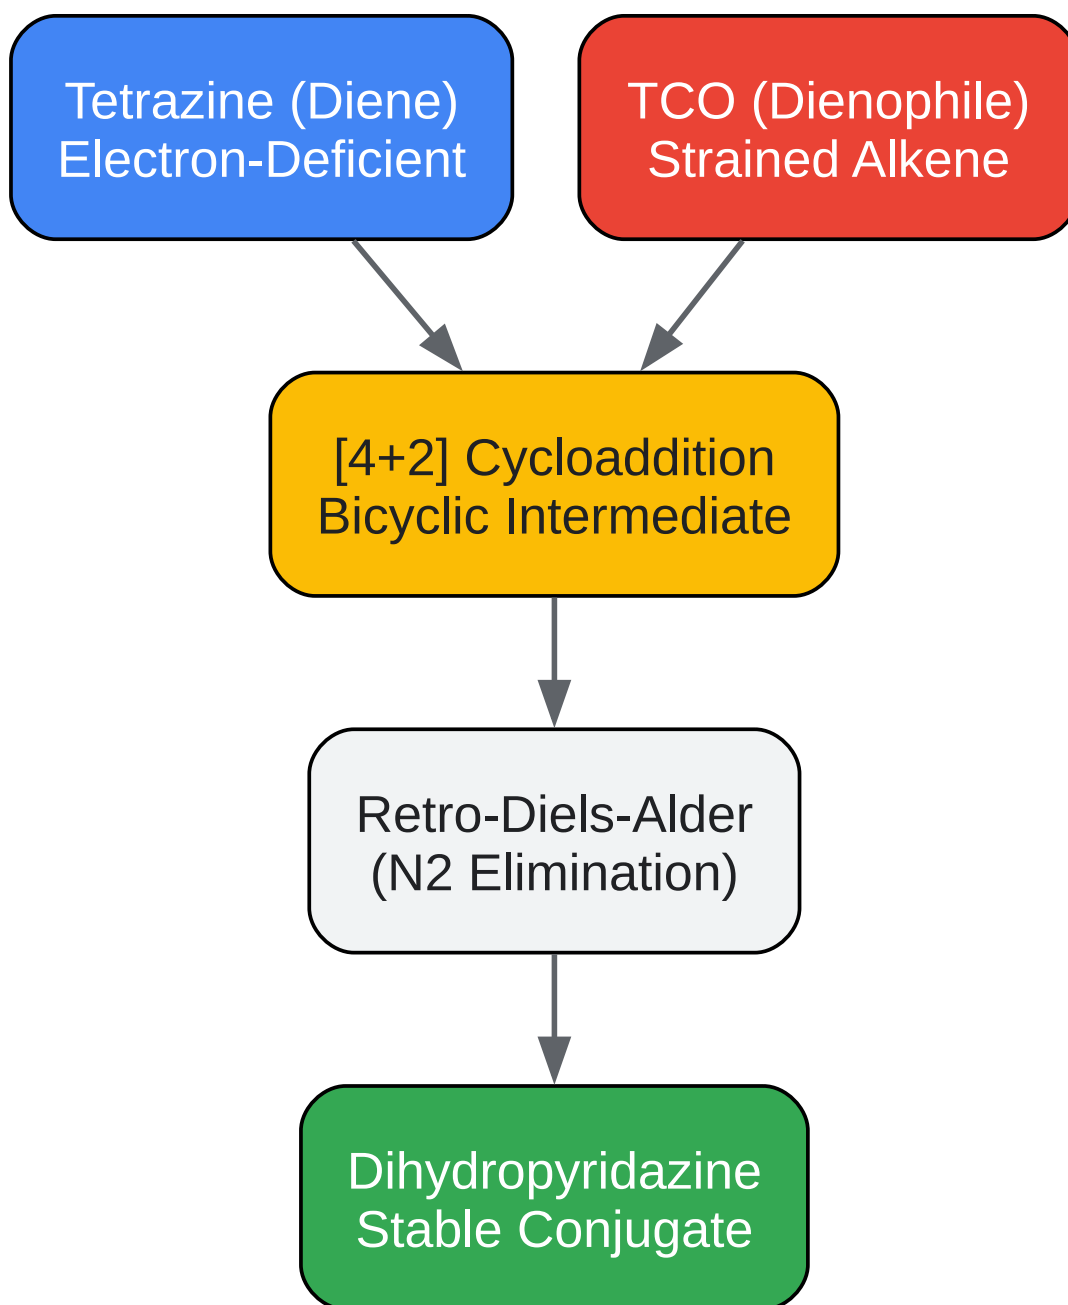 Tetrazine (Diene)
Electron-Deficient
TCO (Dienophile)
Strained Alkene
[4+2] Cycloaddition
Bicyclic Intermediate
Retro-Diels-Alder
(N2 Elimination)
Dihydropyridazine
Stable Conjugate